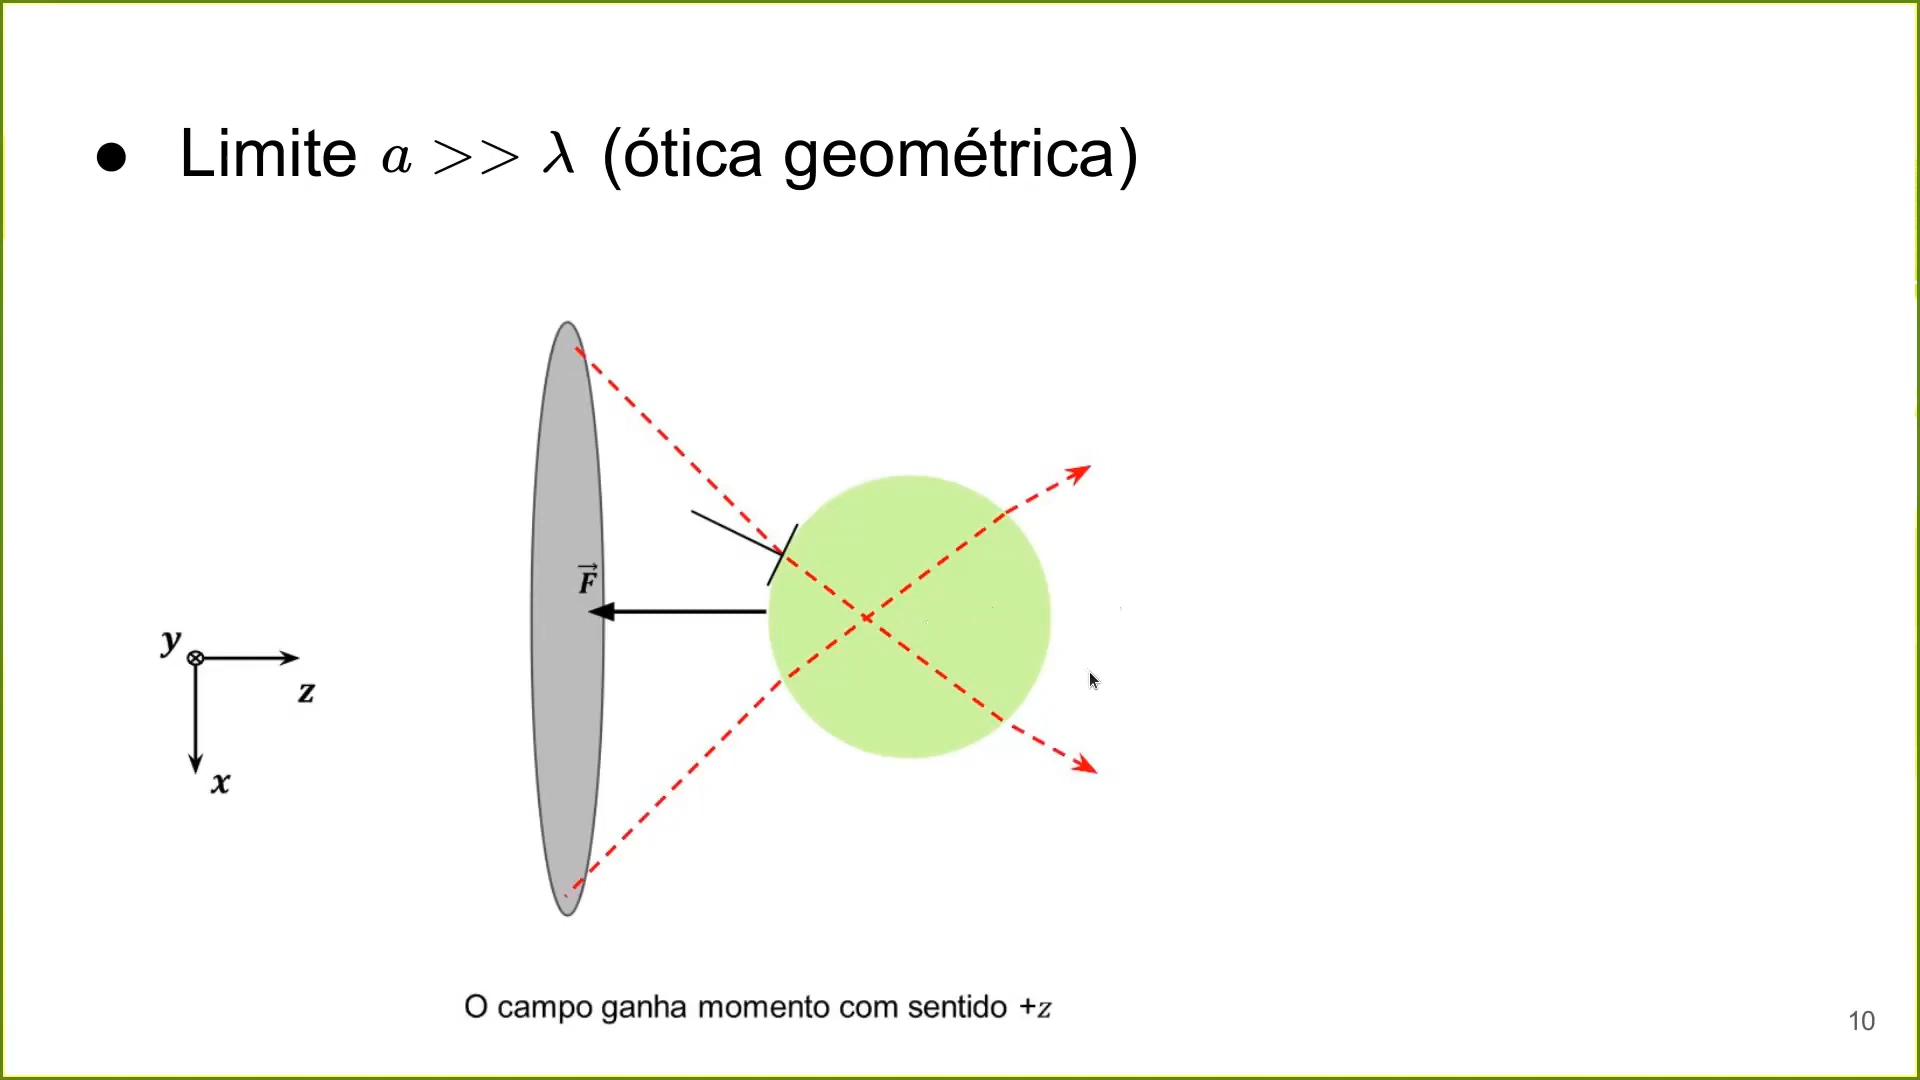 ● Limite a >> λ (ótica geométrica)
F⃗
y
z
x
O campo ganha momento com sentido +z
10